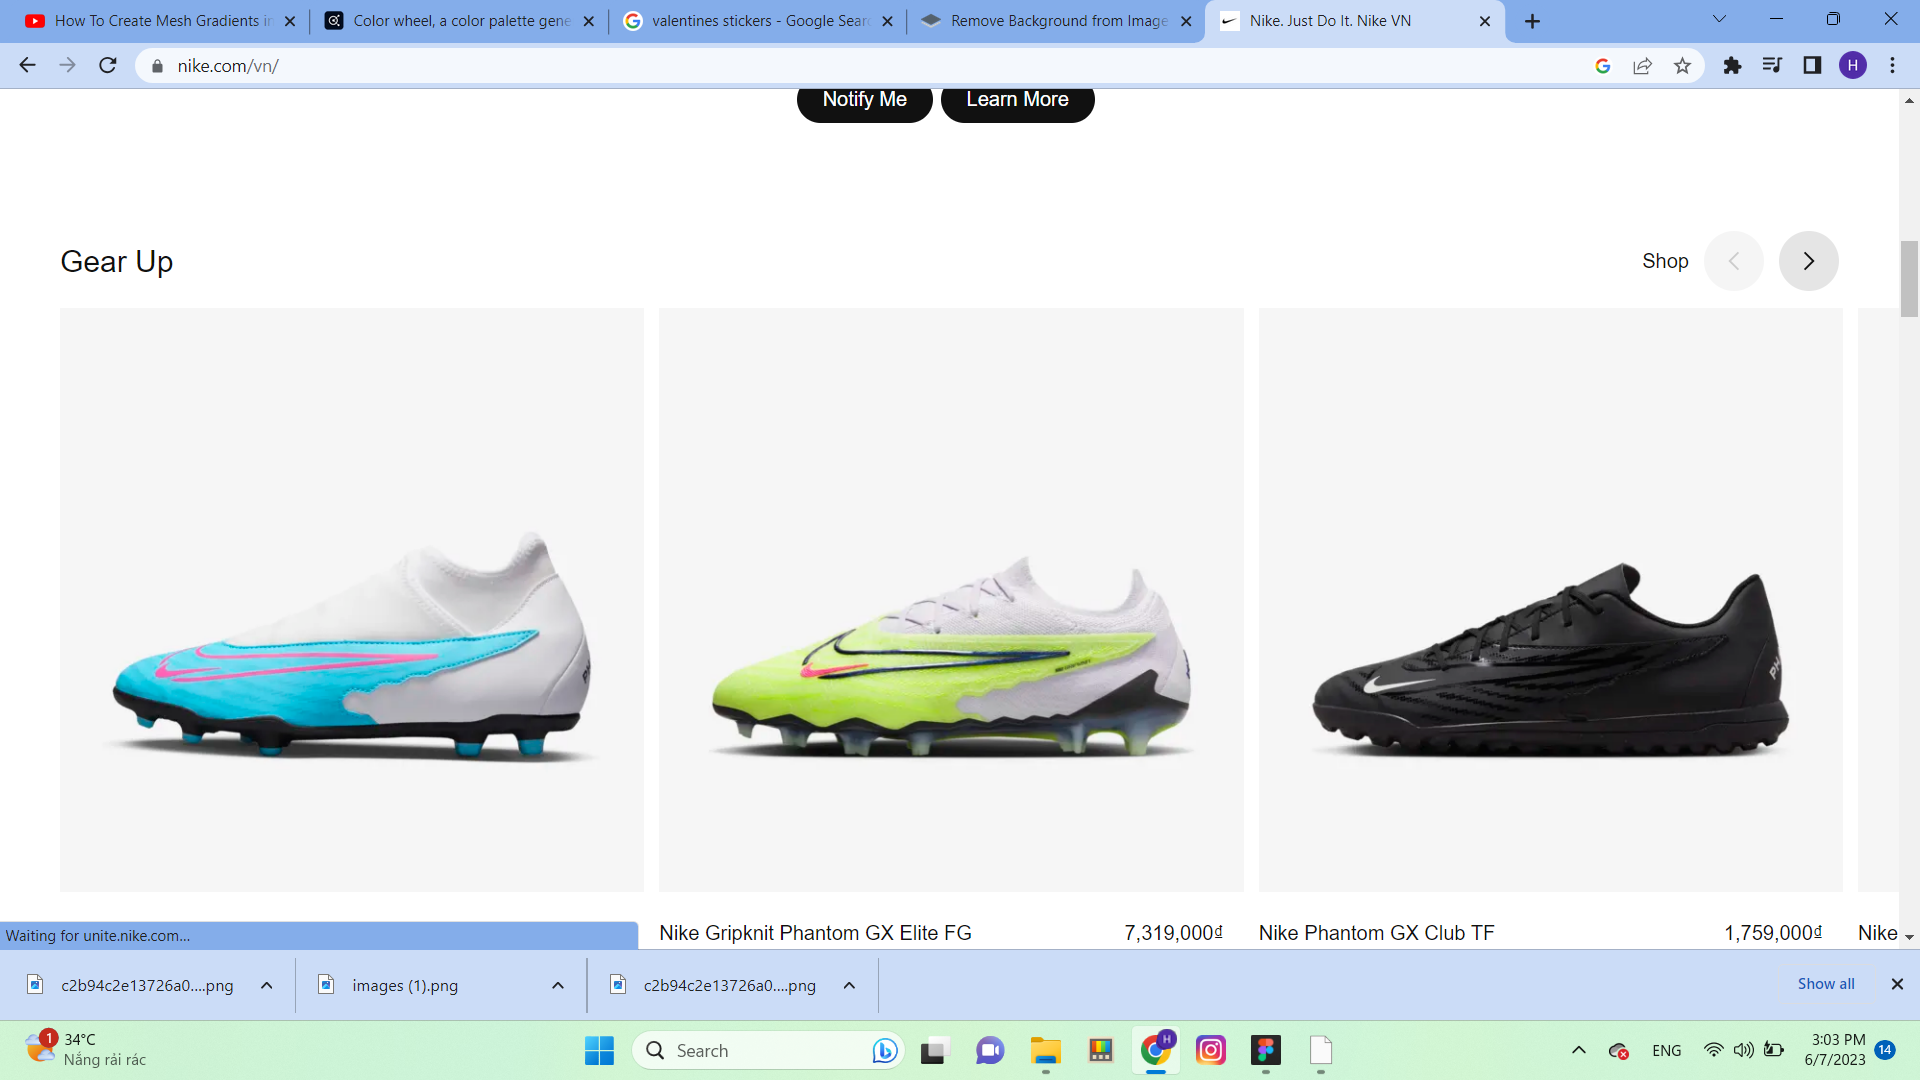 How To Create Mesh Gradients in
Color wheel, a color palette gene
valentines stickers - Google Sear
Remove Background from Image
Nike. Just Do It. Nike VN
nike.com/vn/
H
Notify Me
Learn More
Gear Up
Shop
Nike Gripknit Phantom GX Elite FG
7,319,000₫
Nike Phantom GX Club TF
1,759,000₫
Nike
Waiting for unite.nike.com...
c2b94c2e13726a0....png
images (1).png
c2b94c2e13726a0....png
Show all
1
34°C
Nắng rải rác
Search
H
ENG
3:03 PM
6/7/2023
14